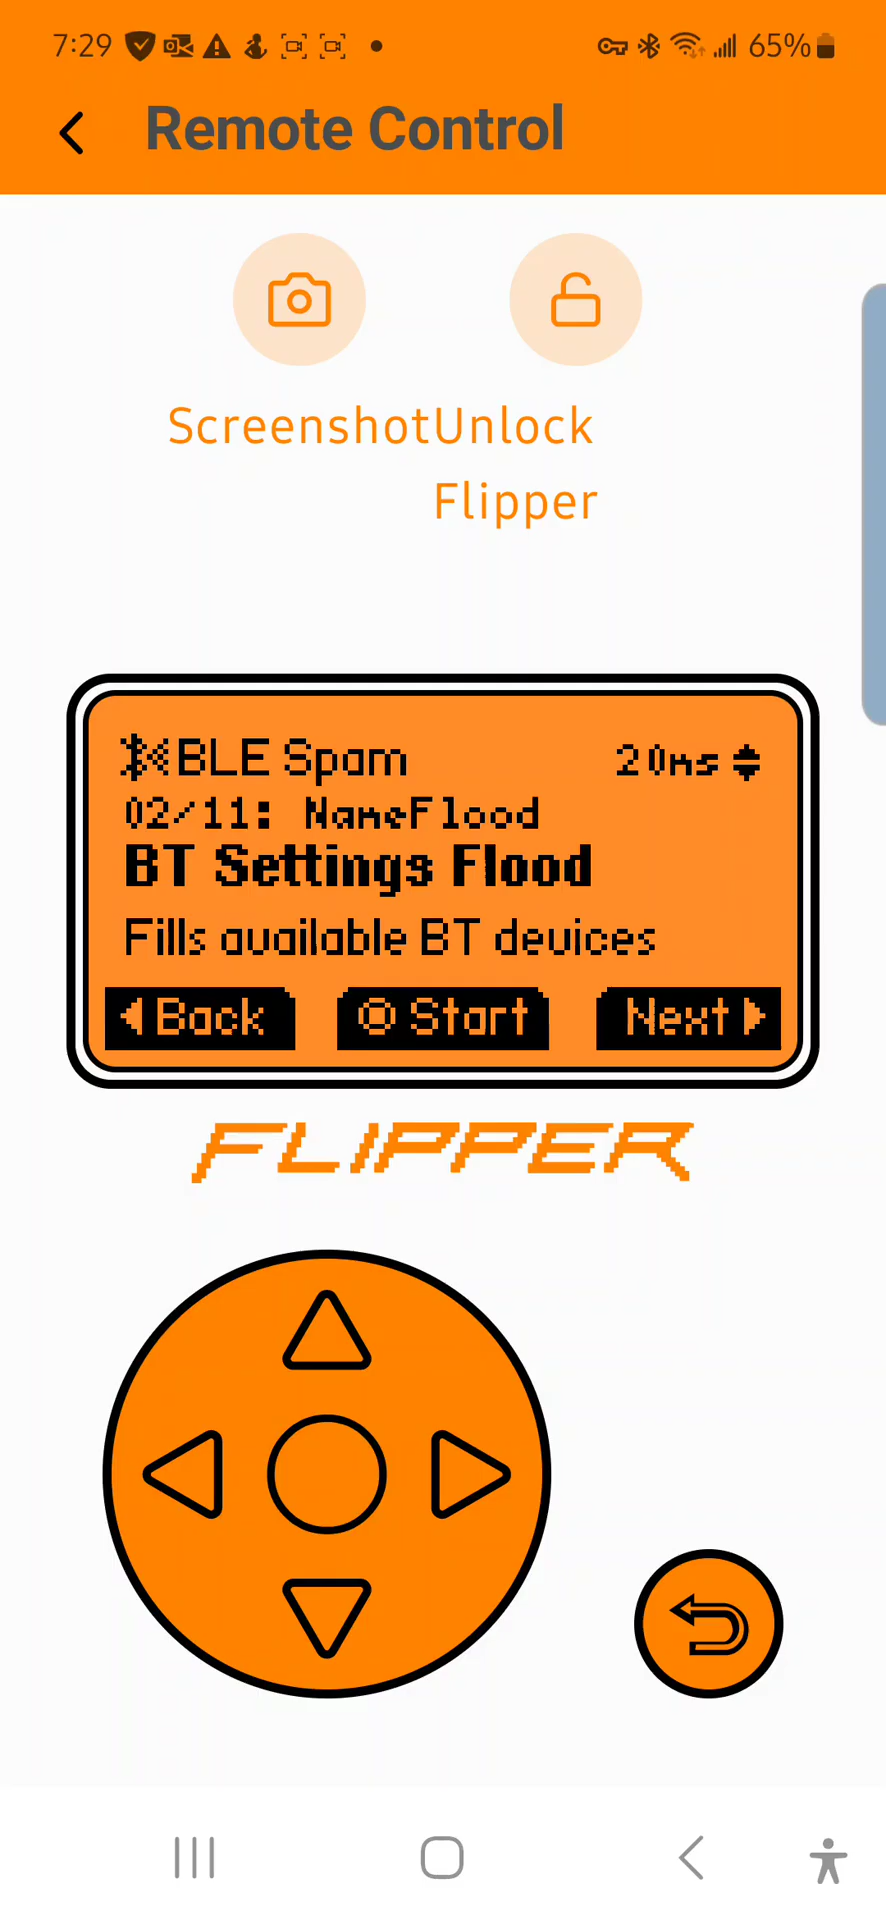 7:29 65%
Remote Control
Screenshot Unlock Flipper
BLE Spam 20ms
02/11: NameFlood
BT Settings Flood
Fills available BT devices
Back Start Next
FLIPPER